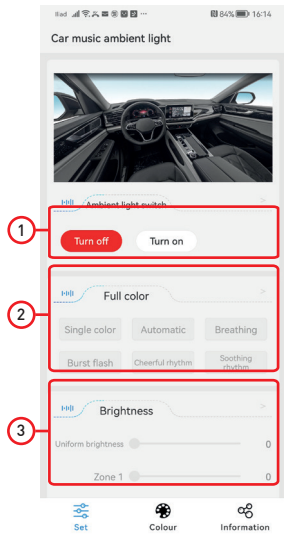 Iliad 84% 16:14
Car music ambient light
Ambient light switch
1
Turn off Turn on
Full color
2
Single color Automatic Breathing
Burst flash Cheerful rhythm Soothing
rhythm
Brightness
3
Uniform brightness 0
Zone 1 0
Set Colour Information